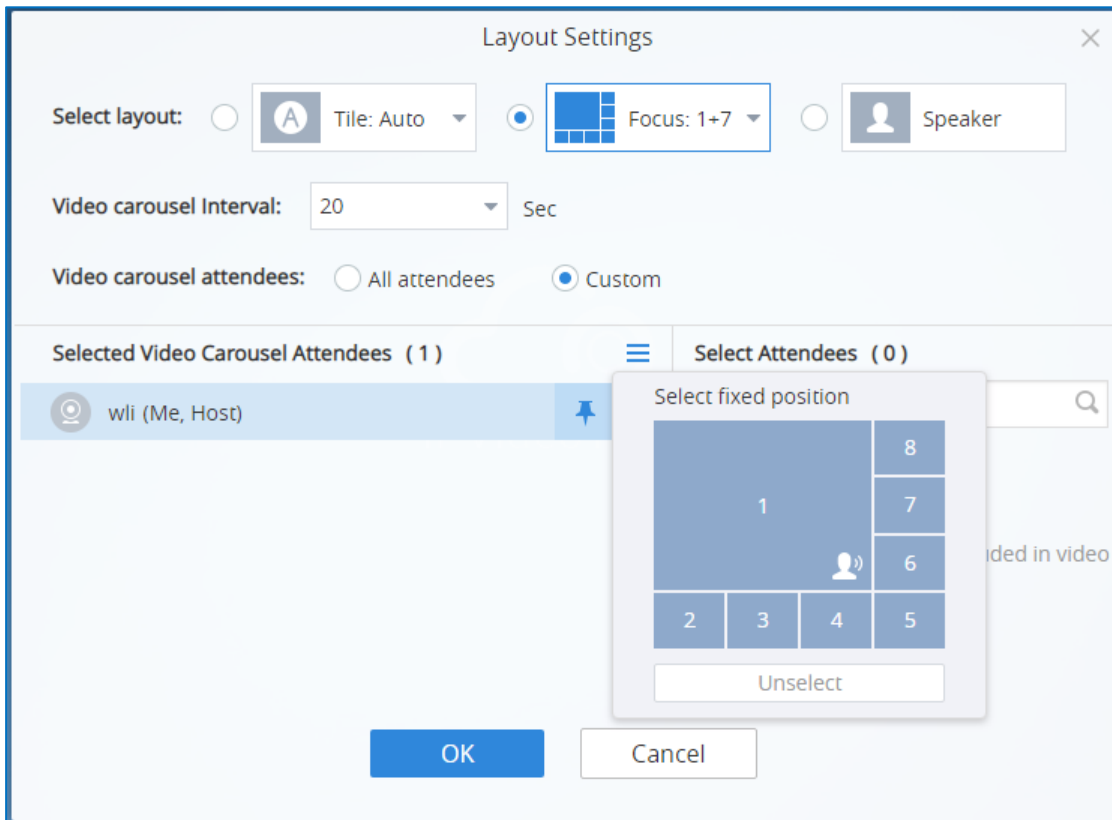 Layout Settings
Select layout: A Tile: Auto Focus: 1+7 Speaker
Video carousel Interval: 20 Sec
Video carousel attendees: All attendees Custom
Selected Video Carousel Attendees ( 1 ) Select Attendees ( 0 )
wli (Me, Host)
Select fixed position
8
1 7
6
2 3 4 5
in video
Unselect
OK Cancel